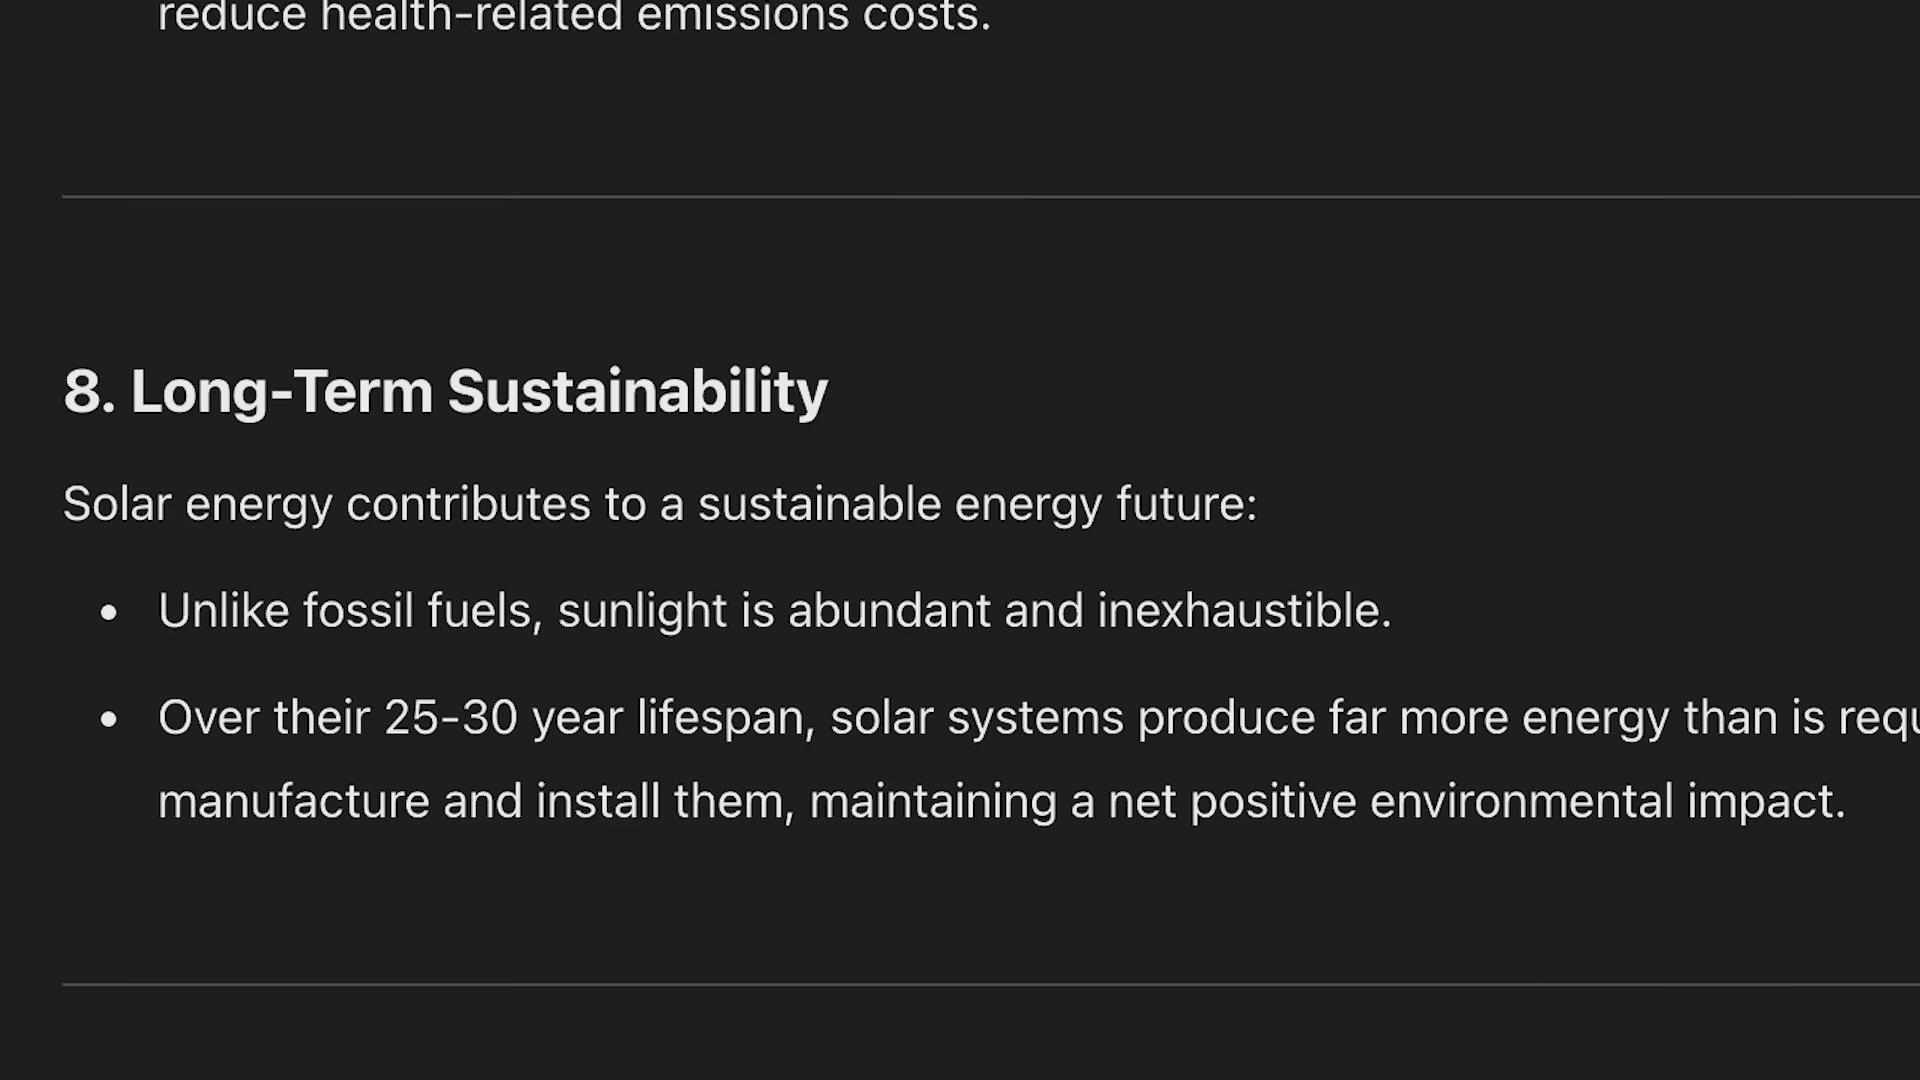 reduce health-related emissions costs.
8. Long-Term Sustainability
Solar energy contributes to a sustainable energy future:
• Unlike fossil fuels, sunlight is abundant and inexhaustible.
• Over their 25-30 year lifespan, solar systems produce far more energy than is
manufacture and install them, maintaining a net positive environmental impact.